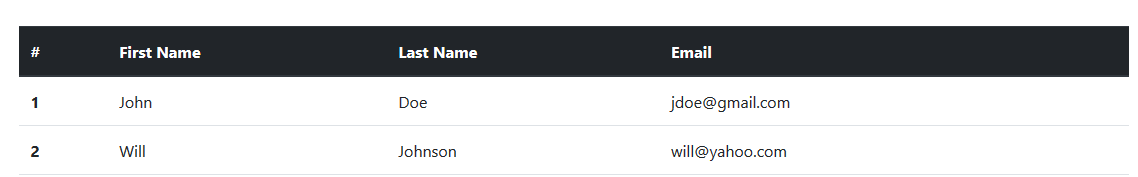 # First Name Last Name Email
1 John Doe jdoe@gmail.com
2 Will Johnson will@yahoo.com